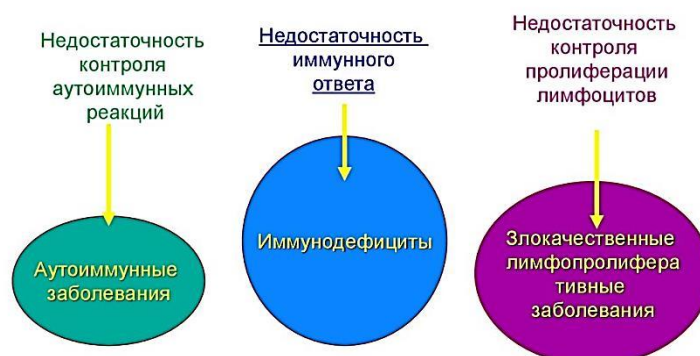 Недостаточность
контроля
аутоиммунных
реакций
Недостаточность
иммунного
ответа
Недостаточность
контроля
пролиферации
лимфоцитов
Аутоиммунные
заболевания
Иммунодефициты
Злокачественные
лимфопролифера
тивные
заболевания